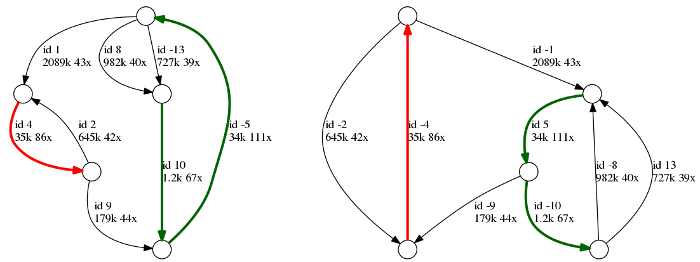 id 1
2089k 43x
id 8
982k 40x
id -13
727k 39x
id 4
35k 86x
id 2
645k 42x
id -5
34k 111x
id 10
1.2k 67x
id 9
179k 44x
id -1
2089k 43x
id -2
645k 42x
id -4
35k 86x
id 5
34k 111x
id -8
982k 40x
id 13
727k 39x
id -9
179k 44x
id -10
1.2k 67x